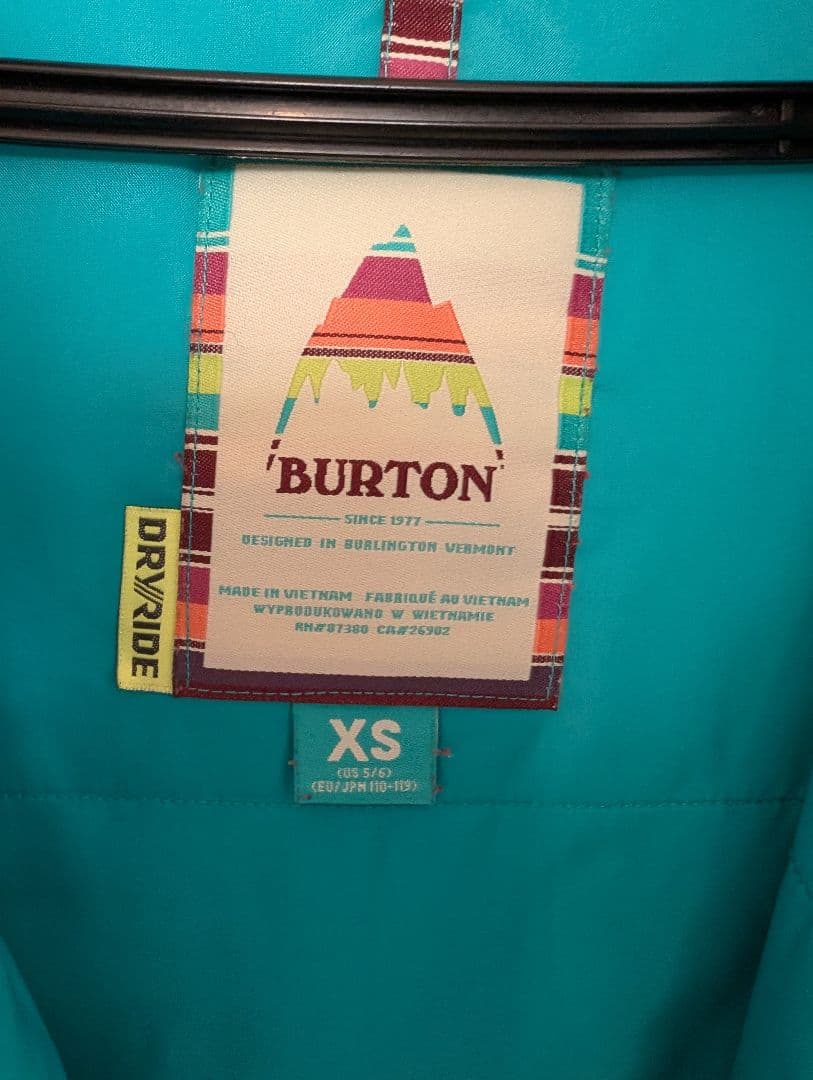 BURTON
SINCE 1977
DESIGNED IN BURLINGTON VERMONT
MADE IN VIETNAM FABRIQUÉ AU VIETNAM
WYPRODUKOWANO W WIETNAMIE
RN#87380 CA#26902
DRY//RIDE
XS
(US 5/6)
(EU/JPN 110-119)